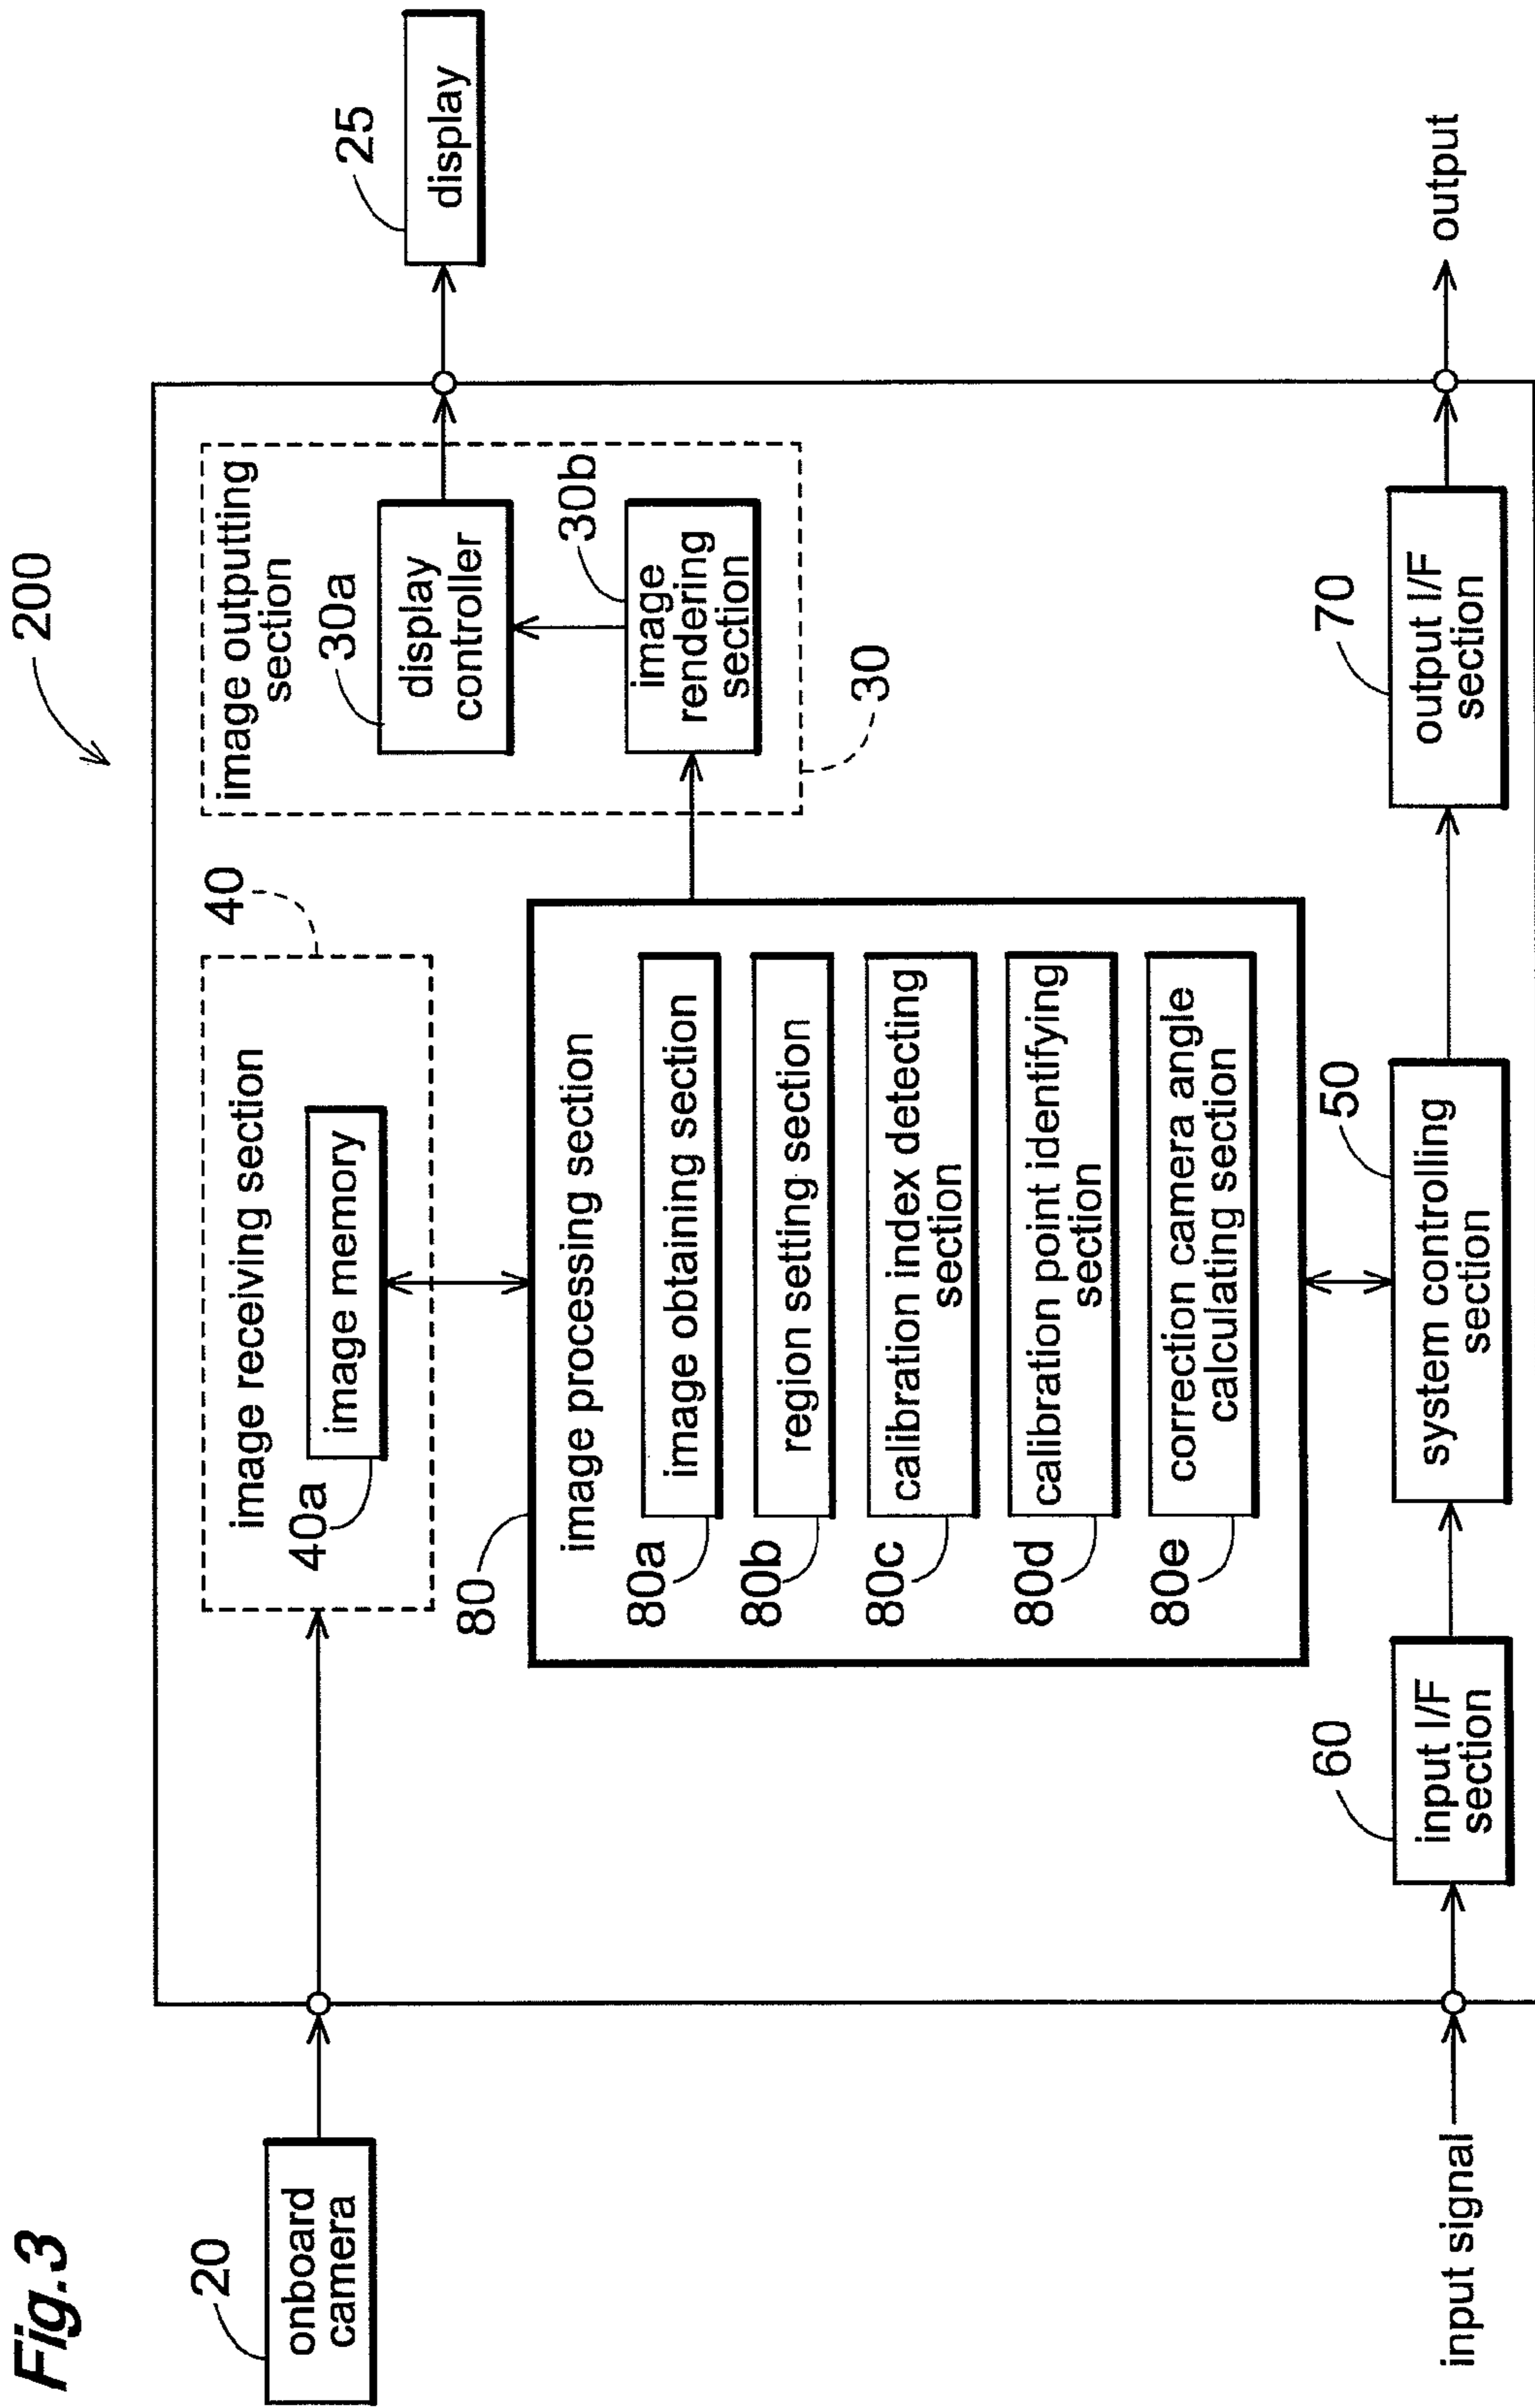 Fig.3
200
20
onboard
camera
40
image receiving section
40a
image memory
image outputting
section
30a
display
controller
30b
image
rendering
section
30
25
display
80
image processing section
80a
image obtaining section
80b
region setting section
80c
calibration index detecting
section
80d
calibration point identifying
section
80e
correction camera angle
calculating section
input signal
60
input I/F
section
50
system controlling
section
70
output I/F
section
output